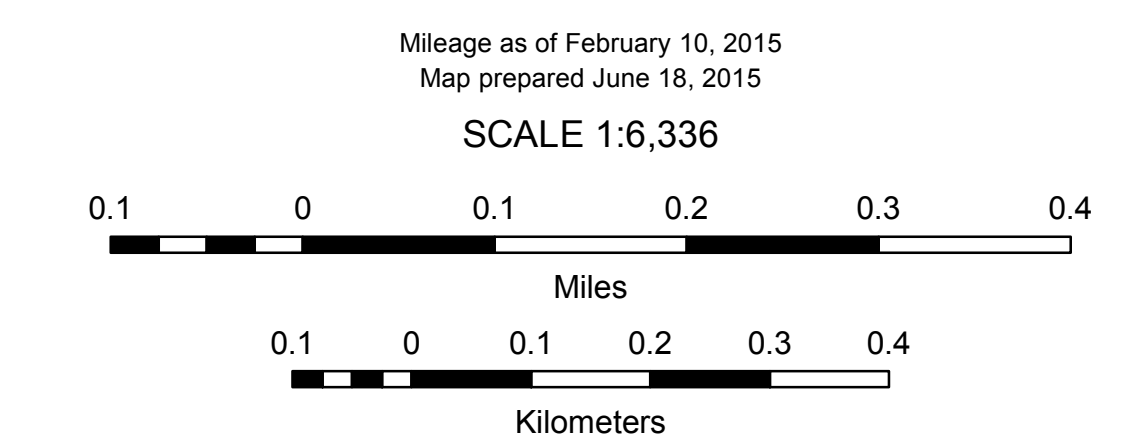 Mileage as of February 10, 2015
Map prepared June 18, 2015
SCALE 1:6,336
0.1 0 0.1 0.2 0.3 0.4
Miles
0.1 0 0.1 0.2 0.3 0.4
Kilometers